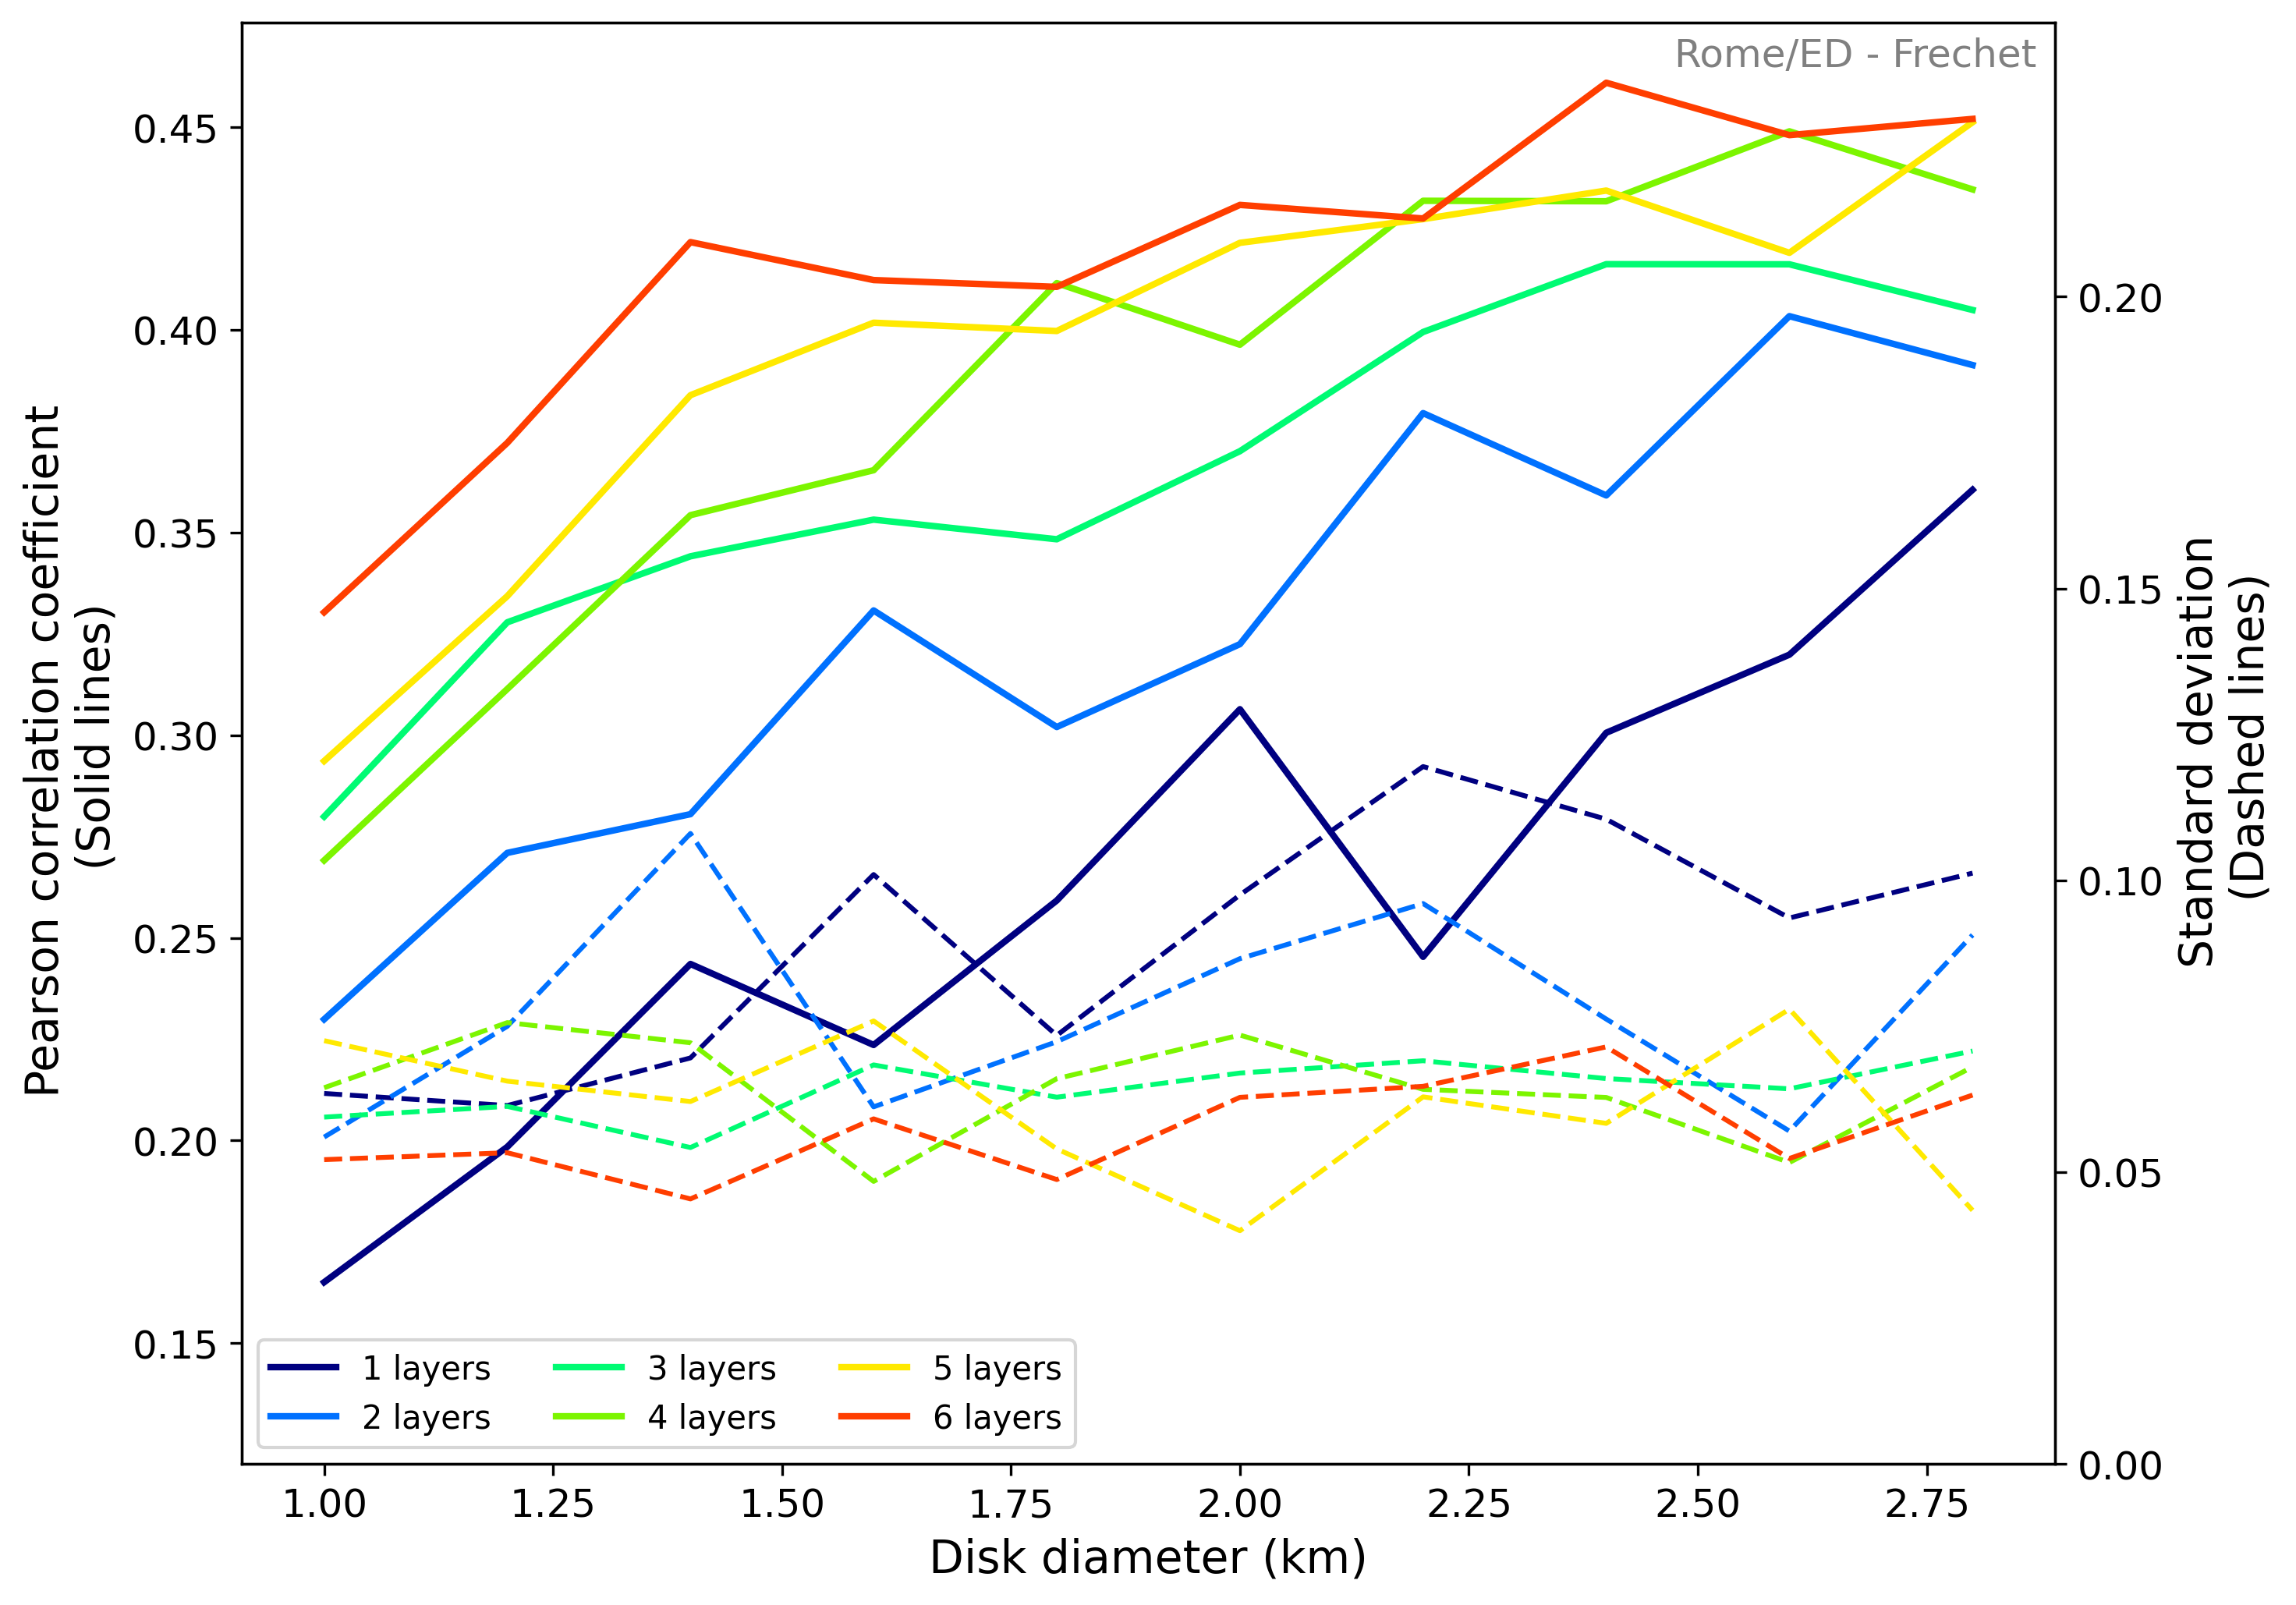 Rome/ED - Frechet
Pearson correlation coefficient
(Solid lines)
0.45
0.40
0.35
0.30
0.25
0.20
0.15
0.20
0.15
0.10
0.05
0.00
Standard deviation
(Dashed lines)
1 layers
2 layers
3 layers
4 layers
5 layers
6 layers
1.00 1.25 1.50 1.75 2.00 2.25 2.50 2.75
Disk diameter (km)